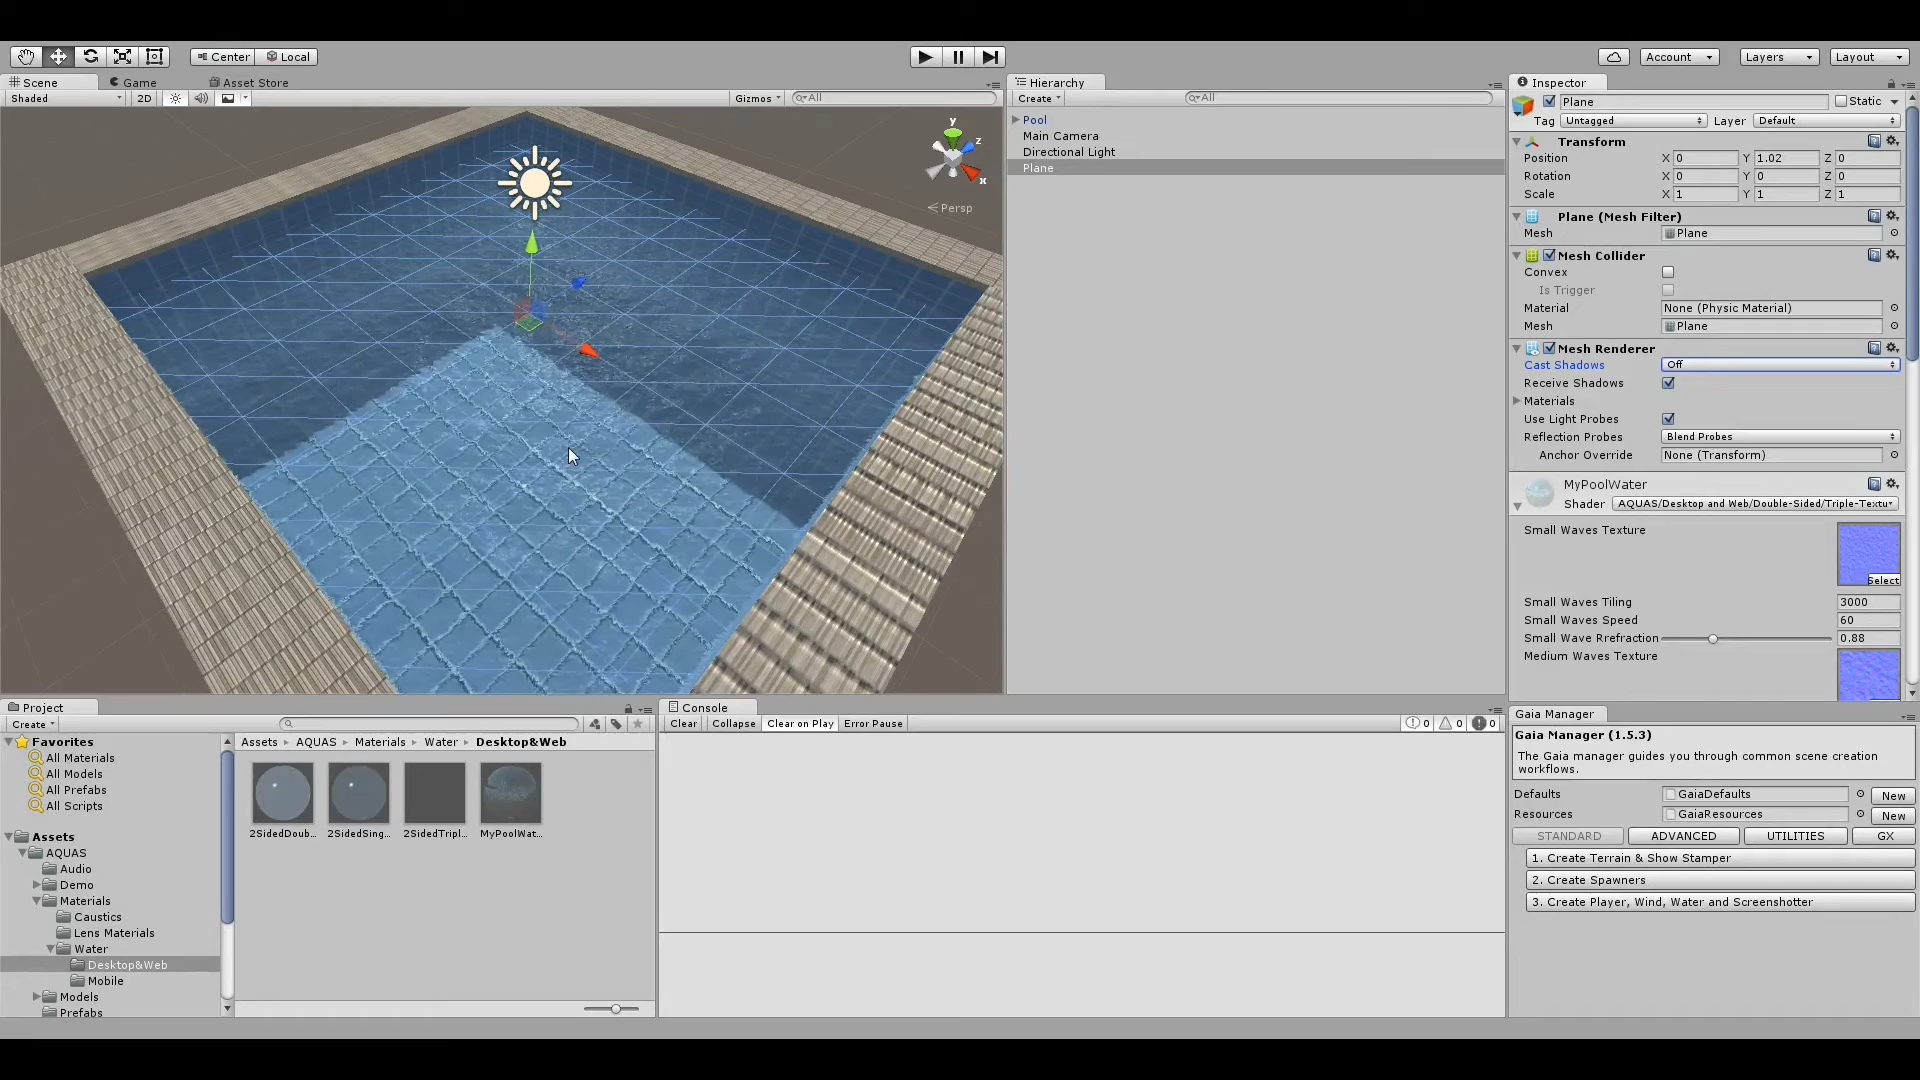 Center Local
Account Layers Layout
Scene Game Asset Store
Shaded 2D Gizmos All
y
z
x
Persp
Hierarchy
Create All
Pool
Main Camera
Directional Light
Plane
Inspector
Plane Static
Tag Untagged Layer Default
Transform
Position X 0 Y 1.02 Z 0
Rotation X 0 Y 0 Z 0
Scale X 1 Y 1 Z 1
Plane (Mesh Filter)
Mesh Plane
Mesh Collider
Convex
Is Trigger
Material None (Physic Material)
Mesh Plane
Mesh Renderer
Cast Shadows Off
Receive Shadows
Materials
Use Light Probes
Reflection Probes Blend Probes
Anchor Override None (Transform)
MyPoolWater
Shader AQUAS/Desktop and Web/Double-Sided/Triple-Textu
Small Waves Texture
Select
Small Waves Tiling 3000
Small Waves Speed 60
Small Wave Rrefraction 0.88
Medium Waves Texture
Project
Create
Favorites
All Materials
All Models
All Prefabs
All Scripts
Assets
AQUAS
Audio
Demo
Materials
Caustics
Lens Materials
Water
Desktop&Web
Mobile
Models
Prefabs
Assets AQUAS Materials Water Desktop&Web
2SidedDoub... 2SidedSing... 2SidedTripl... MyPoolWat...
Console
Clear Collapse Clear on Play Error Pause 0 0 0
Gaia Manager
Gaia Manager (1.5.3)
The Gaia manager guides you through common scene creation
workflows.
Defaults GaiaDefaults New
Resources GaiaResources New
STANDARD ADVANCED UTILITIES GX
1. Create Terrain & Show Stamper
2. Create Spawners
3. Create Player, Wind, Water and Screenshotter